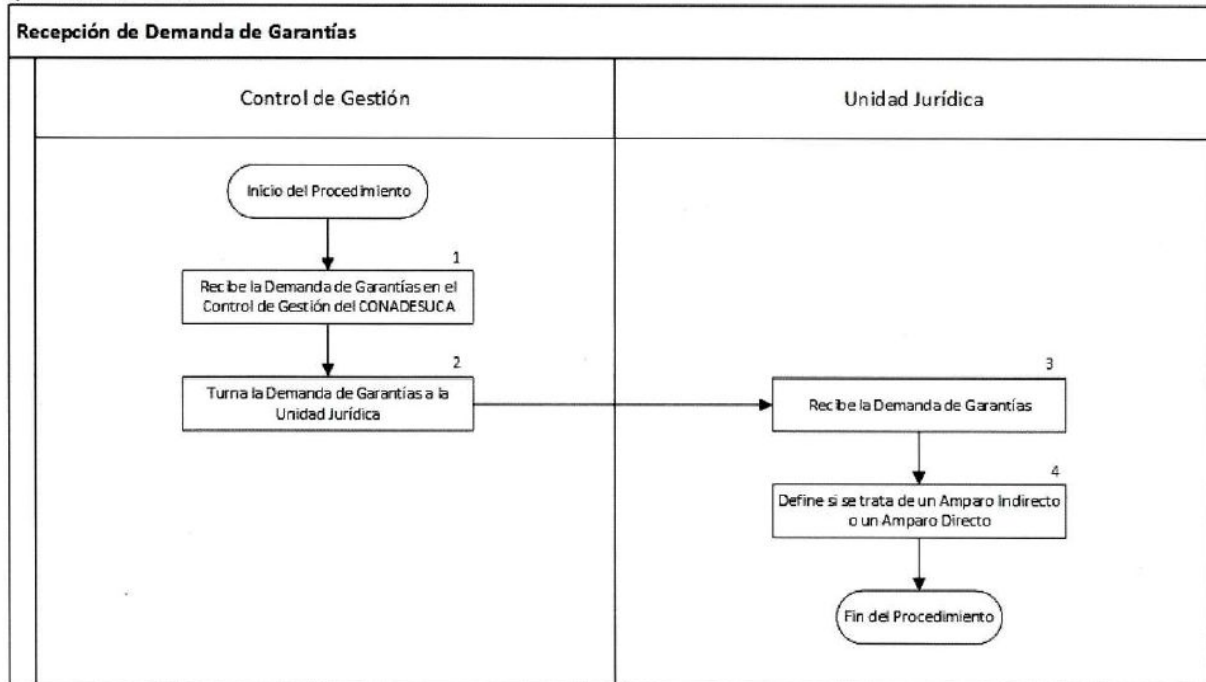 Recepción de Demanda de Garantías
Control de Gestión
Unidad Jurídica
Inicio del Procedimiento
1
Recibe la Demanda de Garantías en el
Control de Gestión del CONADESUCA
2
Turna la Demanda de Garantías a la
Unidad Jurídica
3
Recibe la Demanda de Garantías
4
Define si se trata de un Amparo Indirecto
o un Amparo Directo
Fin del Procedimiento